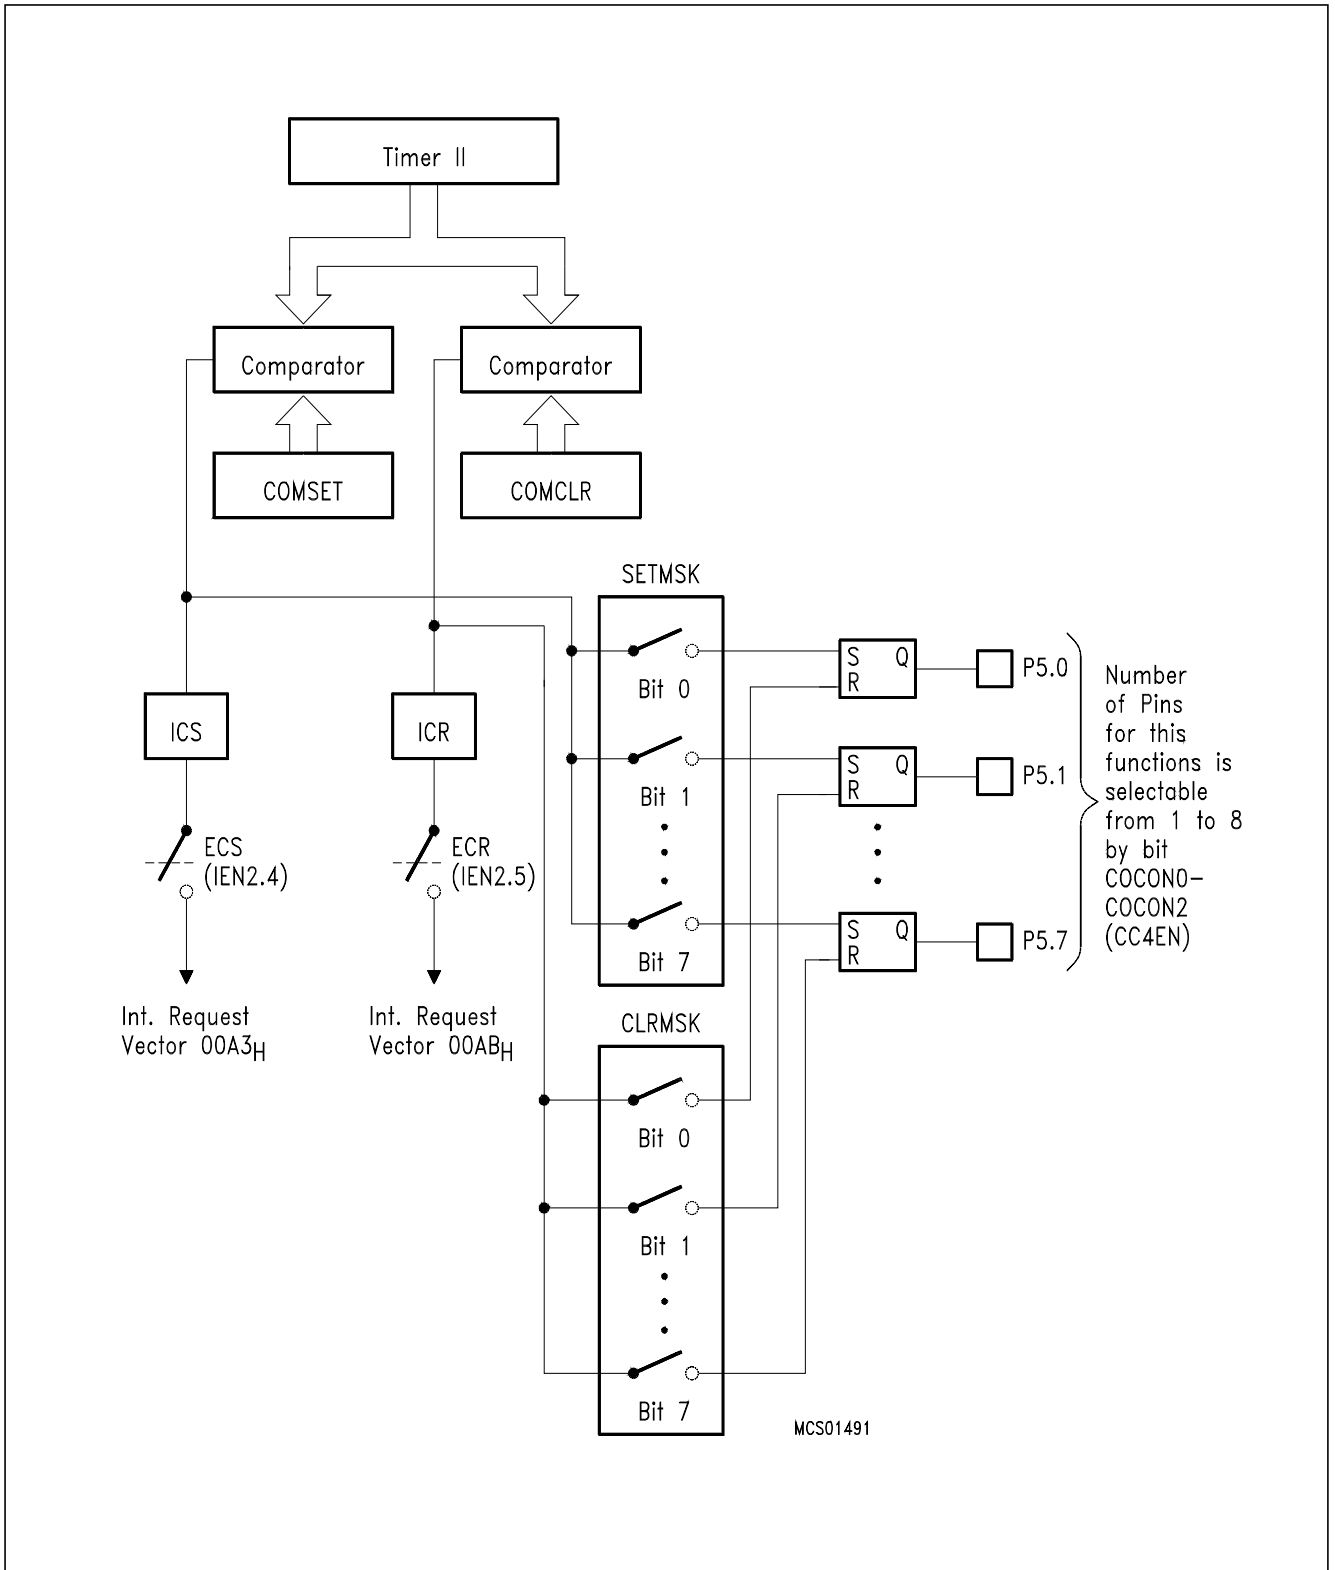 Timer II
Comparator
Comparator
COMSET
COMCLR
SETMSK
Bit 0
Bit 1
Bit 7
ICS
ICR
ECS
(IEN2.4)
ECR
(IEN2.5)
Int. Request
Vector 00A3H
Int. Request
Vector 00ABH
S Q
R
P5.0
S Q
R
P5.1
S Q
R
P5.7
Number
of Pins
for this
functions is
selectable
from 1 to 8
by bit
COCON0-
COCON2
(CC4EN)
CLRMSK
Bit 0
Bit 1
Bit 7
MCS01491